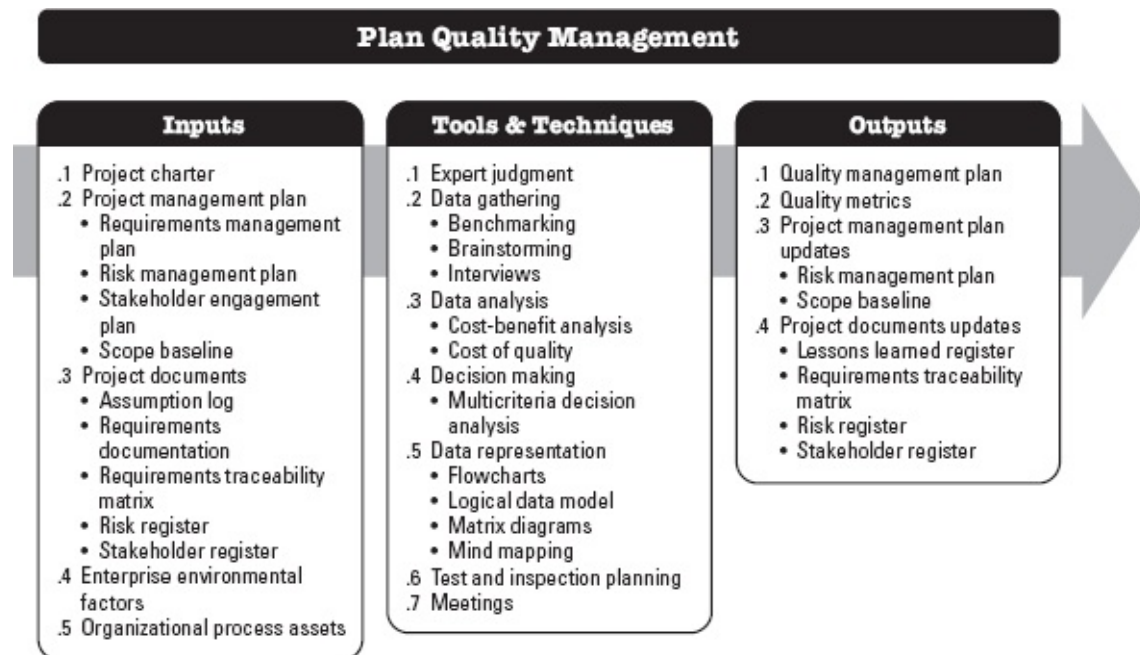 Plan Quality Management
Inputs
.1 Project charter
.2 Project management plan
• Requirements management
plan
• Risk management plan
• Stakeholder engagement
plan
• Scope baseline
.3 Project documents
• Assumption log
• Requirements
documentation
• Requirements traceability
matrix
• Risk register
• Stakeholder register
.4 Enterprise environmental
factors
.5 Organizational process assets
Tools & Techniques
.1 Expert judgment
.2 Data gathering
• Benchmarking
• Brainstorming
• Interviews
.3 Data analysis
• Cost-benefit analysis
• Cost of quality
.4 Decision making
• Multicriteria decision
analysis
.5 Data representation
• Flowcharts
• Logical data model
• Matrix diagrams
• Mind mapping
.6 Test and inspection planning
.7 Meetings
Outputs
.1 Quality management plan
.2 Quality metrics
.3 Project management plan
updates
• Risk management plan
• Scope baseline
.4 Project documents updates
• Lessons learned register
• Requirements traceability
matrix
• Risk register
• Stakeholder register